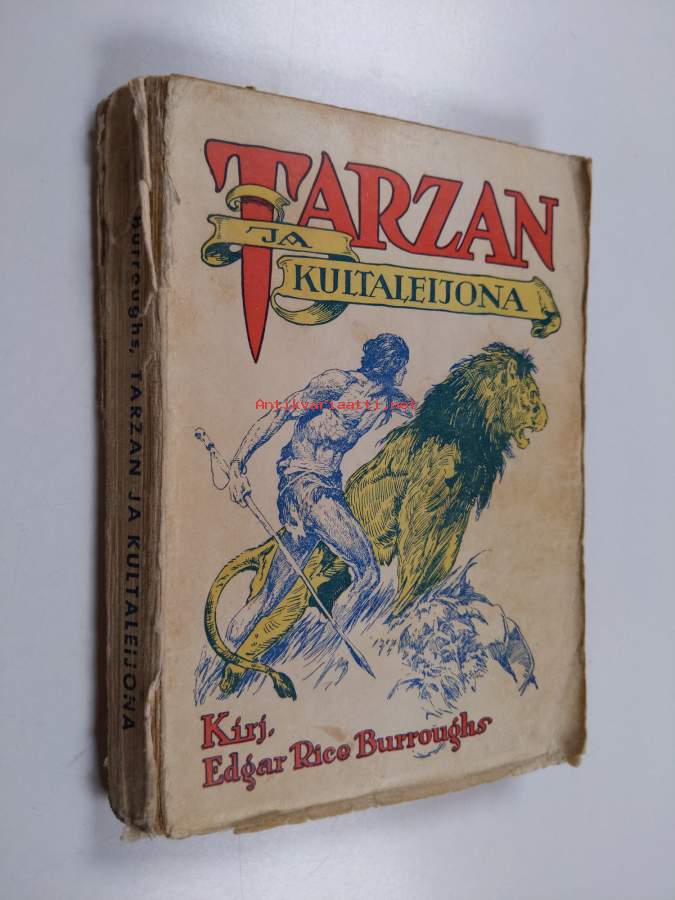 TARZAN
JA
KULTALEIJONA
Antikvariaatti.net
Kirj.
Edgar Rice Burroughs
Burroughs, TARZAN JA KULTALEIJONA